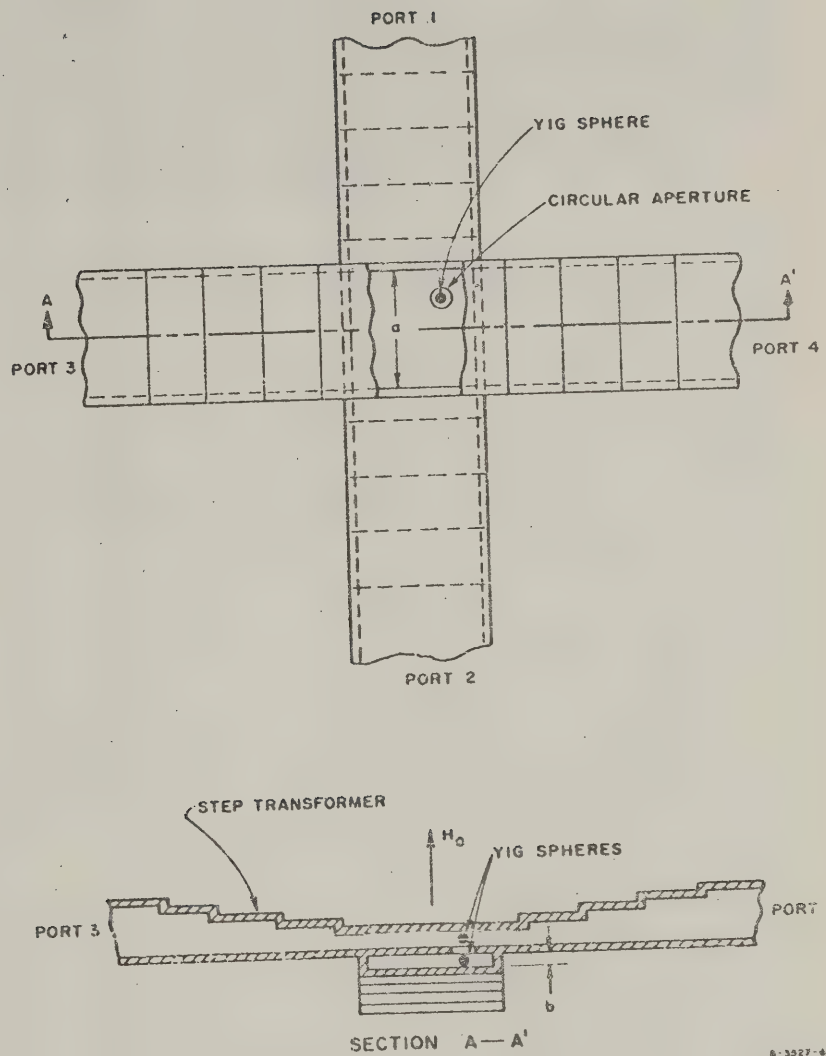 PORT 1
YIG SPHERE
CIRCULAR APERTURE
A
A'
a
PORT 3
PORT 4
PORT 2
STEP TRANSFORMER
H₀
YIG SPHERES
PORT 3
PORT
b
SECTION A—A'